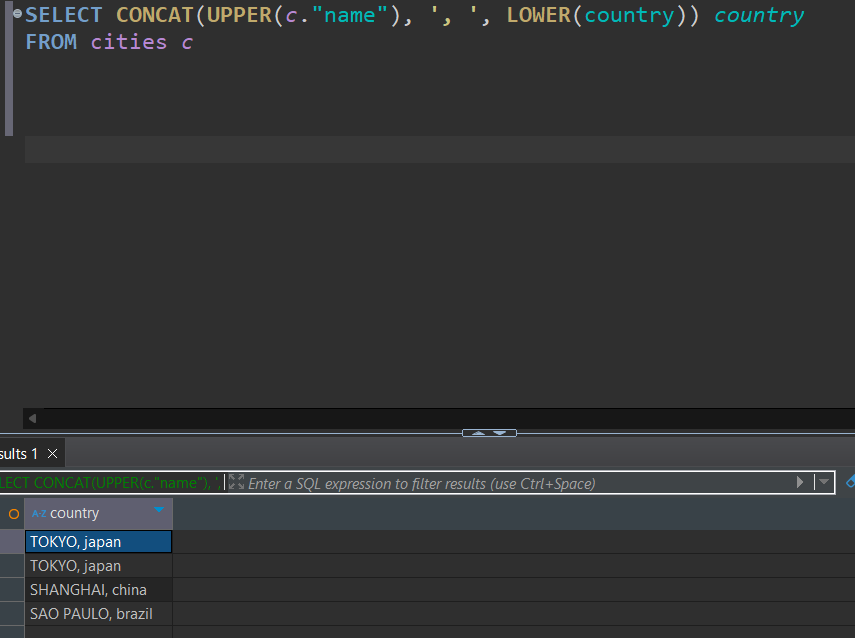 SELECT CONCAT(UPPER(c."name"), ', ', LOWER(country)) country
FROM cities c
sults 1
LECT CONCAT(UPPER(c."name"), ', Enter a SQL expression to filter results (use Ctrl+Space)
A-Z country
TOKYO, japan
TOKYO, japan
SHANGHAI, china
SAO PAULO, brazil